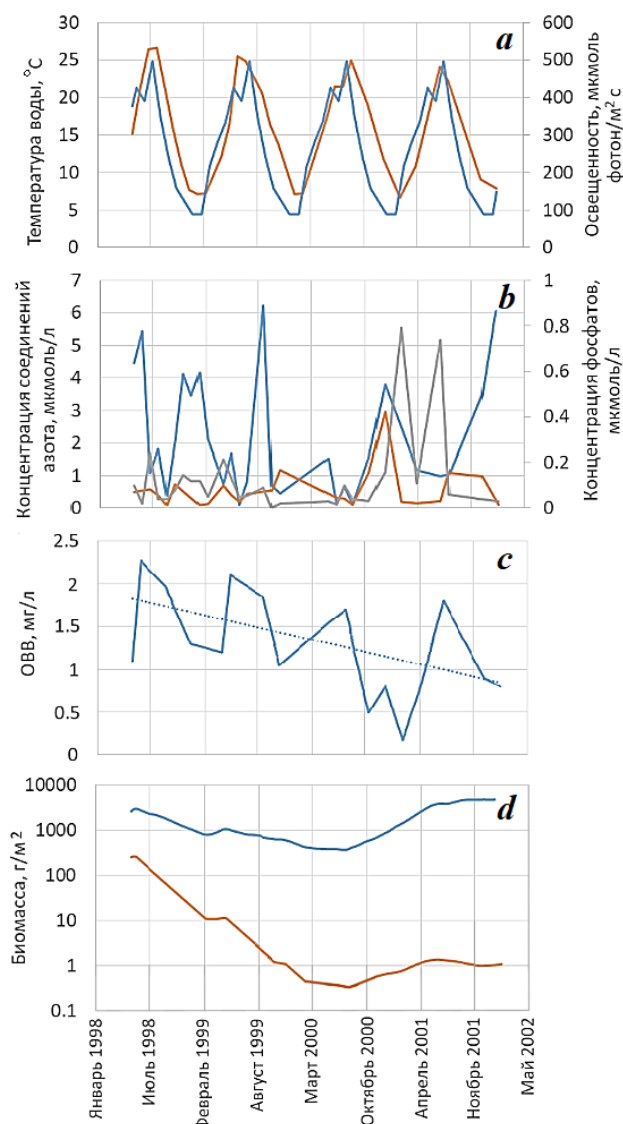 a
30
25
20
15
10
5
0
Температура воды, °C
600
500
400
300
200
100
0
Освещенность, мкмоль
фотон/м² с
b
7
6
5
4
3
2
1
0
Концентрация соединений
азота, мкмоль/л
1
0.8
0.6
0.4
0.2
0
Концентрация фосфатов,
мкмоль/л
c
2.5
2
1.5
1
0.5
0
ОВВ, мг/л
d
10000
1000
100
10
1
0.1
Биомасса, г/м²
Январь 1998
Июль 1998
Февраль 1999
Август 1999
Март 2000
Октябрь 2000
Апрель 2001
Ноябрь 2001
Май 2002